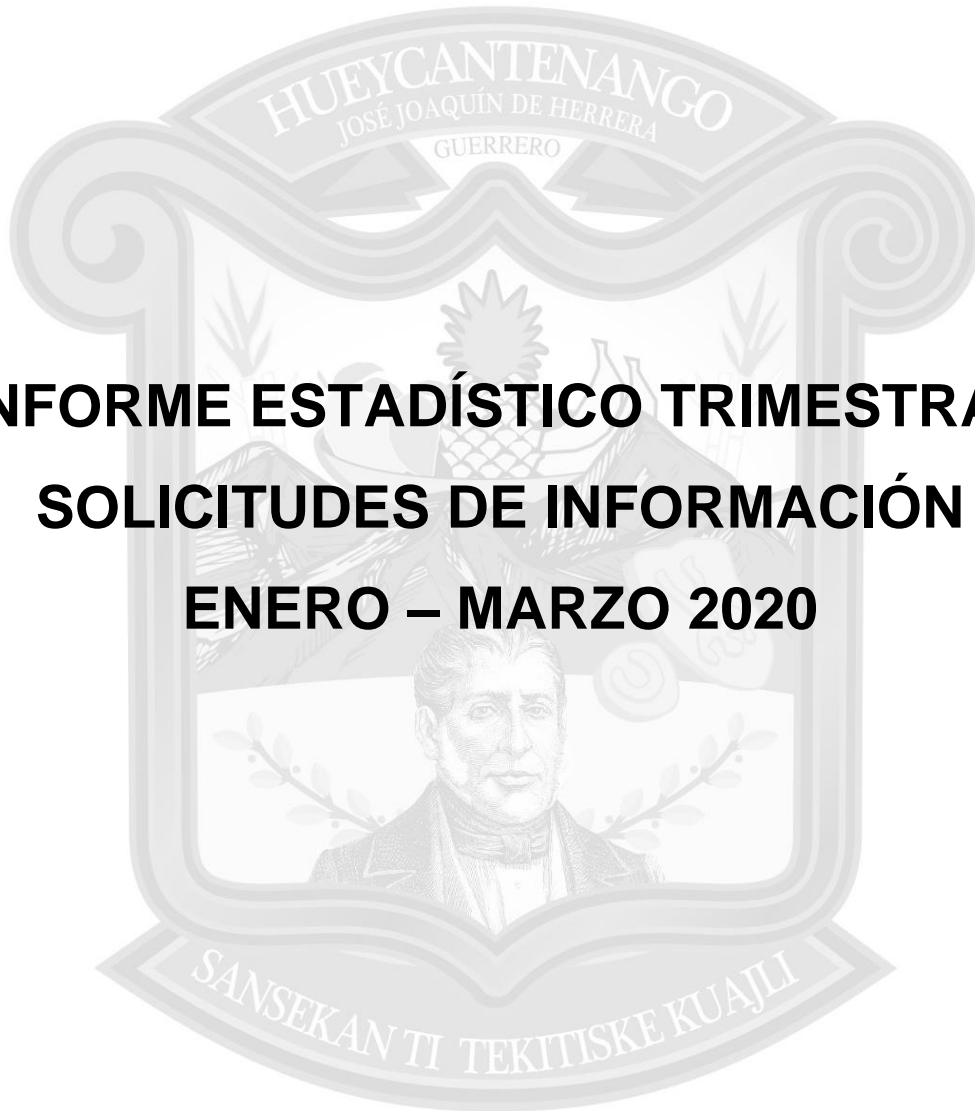 HUEYCANTENANGO
JOSÉ JOAQUÍN DE HERRERA
GUERRERO
NFORME ESTADÍSTICO TRIMESTRA
SOLICITUDES DE INFORMACIÓN
ENERO – MARZO 2020
SANSEKAN TI TEKITISKE KUAJLI